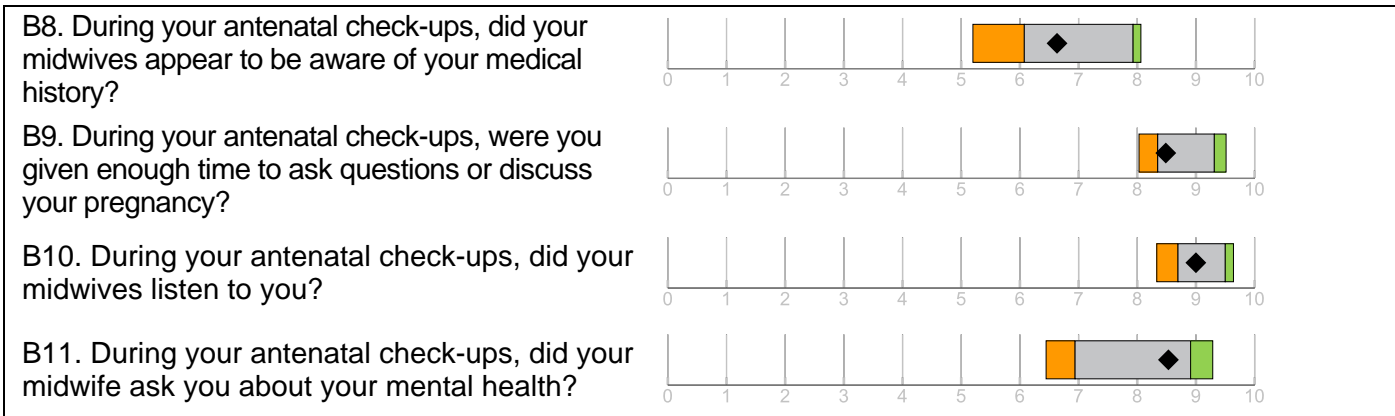 B8. During your antenatal check-ups, did your
midwives appear to be aware of your medical
history?
0 1 2 3 4 5 6 7 8 9 10
B9. During your antenatal check-ups, were you
given enough time to ask questions or discuss
your pregnancy?
0 1 2 3 4 5 6 7 8 9 10
B10. During your antenatal check-ups, did your
midwives listen to you?
0 1 2 3 4 5 6 7 8 9 10
B11. During your antenatal check-ups, did your
midwife ask you about your mental health?
0 1 2 3 4 5 6 7 8 9 10